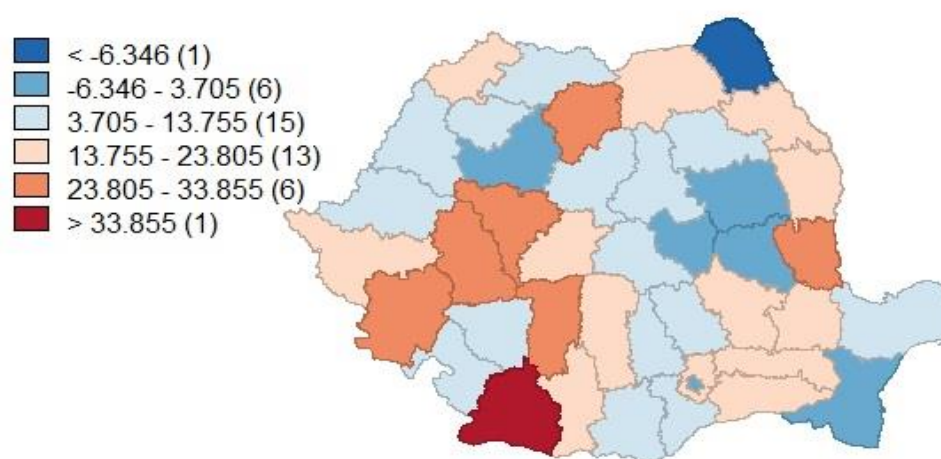 < -6.346 (1)
-6.346 - 3.705 (6)
3.705 - 13.755 (15)
13.755 - 23.805 (13)
23.805 - 33.855 (6)
> 33.855 (1)